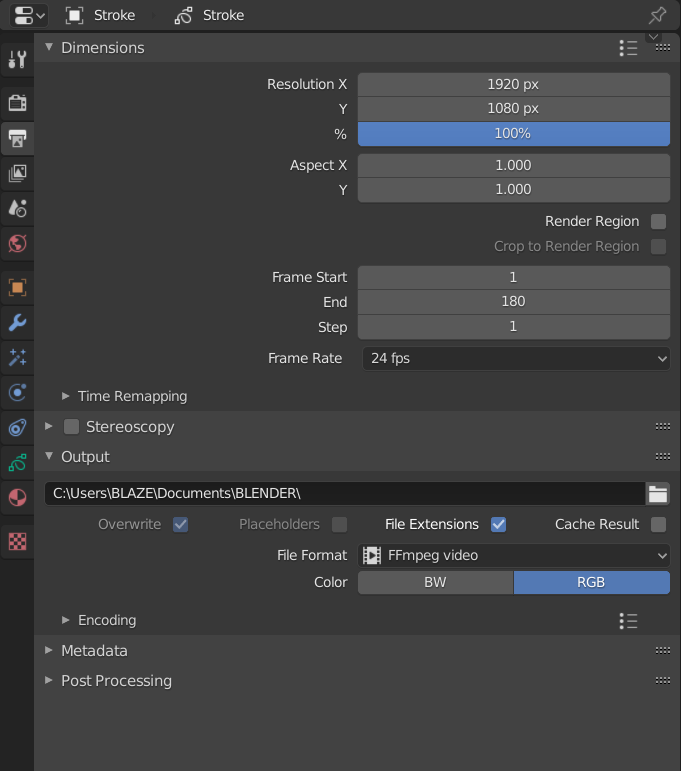 Stroke Stroke
Dimensions
Resolution X 1920 px
Y 1080 px
% 100%
Aspect X 1.000
Y 1.000
Render Region
Crop to Render Region
Frame Start 1
End 180
Step 1
Frame Rate 24 fps
Time Remapping
Stereoscopy
Output
C:\Users\BLAZE\Documents\BLENDER\
Overwrite Placeholders File Extensions Cache Result
File Format FFmpeg video
Color BW RGB
Encoding
Metadata
Post Processing